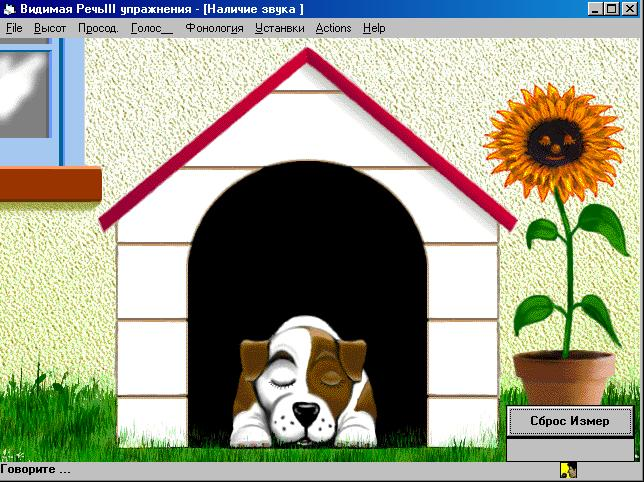 Видимая РечьIII упражнения - [Наличие звука ]
File Высот Просод. Голос__ Фонология Устанвки Actions Help
Сброс Измер
Говорите ...